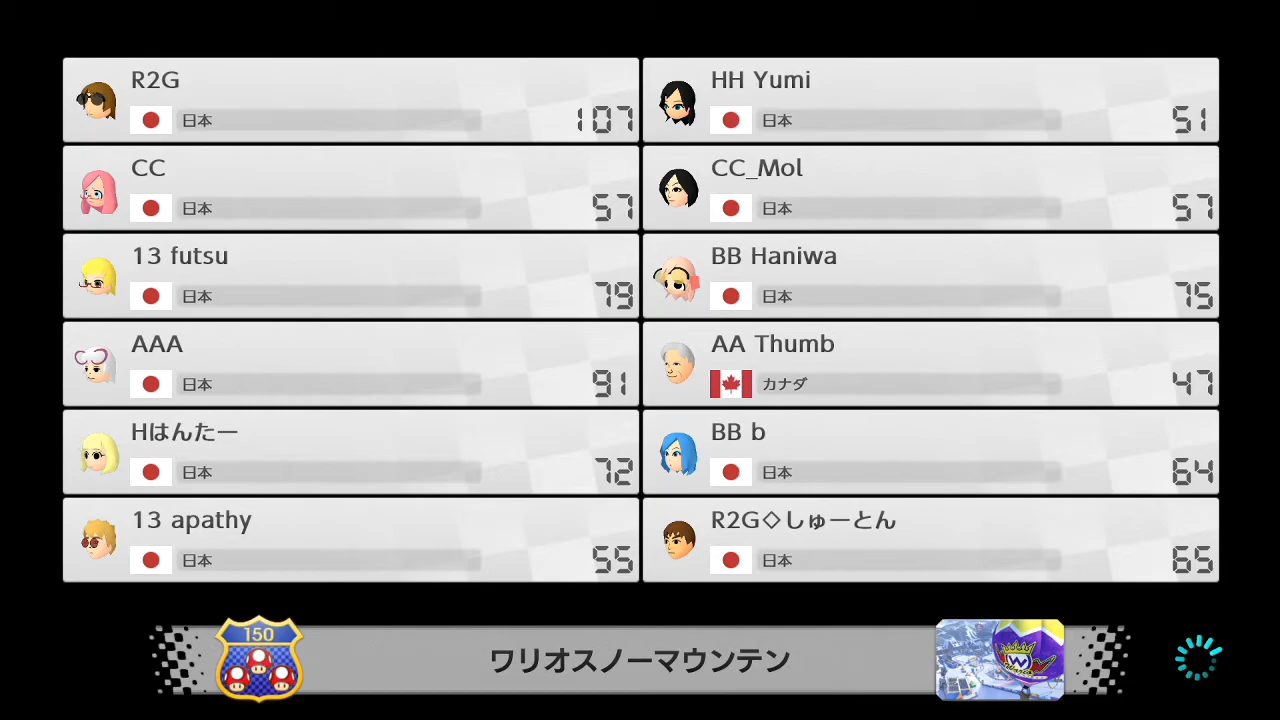 R2G
日本
107
HH Yumi
日本
51
CC
日本
57
CC_Mol
日本
57
13 futsu
日本
79
BB Haniwa
日本
75
AAA
日本
91
AA Thumb
カナダ
47
Hはんたー
日本
72
BB b
日本
64
13 apathy
日本
55
R2G◇しゅーとん
日本
65
150
ワリオスノーマウンテン
W